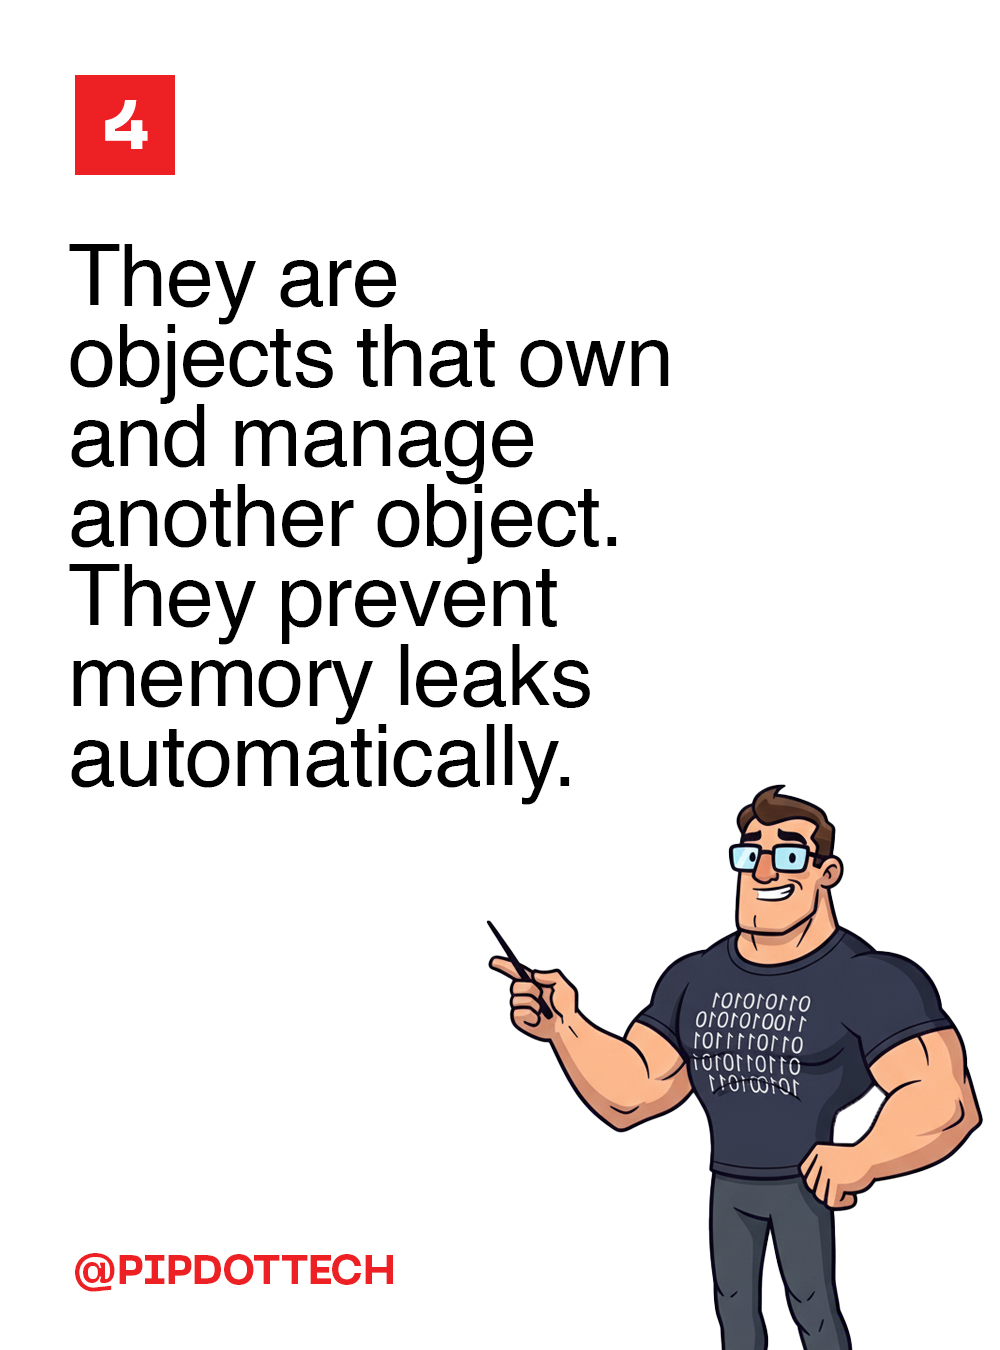 4
They are
objects that own
and manage
another object.
They prevent
memory leaks
automatically.
@PIPDOTTECH